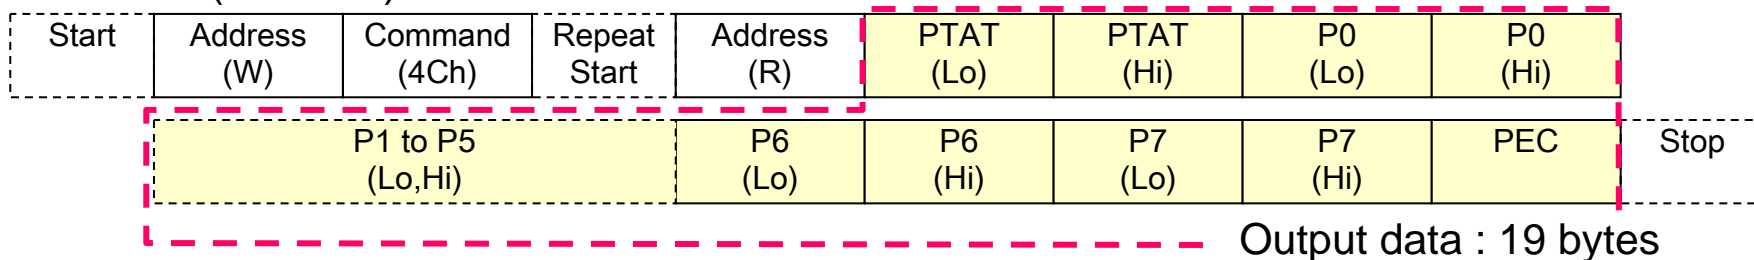 Start Address Command Repeat Address PTAT PTAT P0 P0
(W) (4Ch) Start (R) (Lo) (Hi) (Lo) (Hi)
P1 to P5 P6 P6 P7 P7 PEC Stop
(Lo,Hi) (Lo) (Hi) (Lo) (Hi)
Output data : 19 bytes